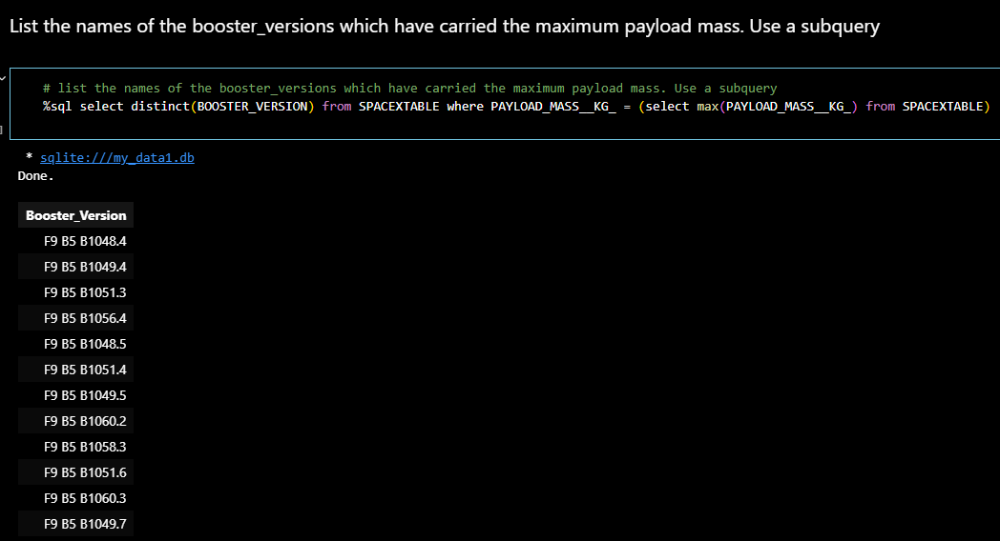 List the names of the booster_versions which have carried the maximum payload mass. Use a subquery
# list the names of the booster_versions which have carried the maximum payload mass. Use a subquery
%sql select distinct(BOOSTER_VERSION) from SPACEXTABLE where PAYLOAD_MASS__KG_ = (select max(PAYLOAD_MASS__KG_) from SPACEXTABLE)
]
* sqlite:///my_data1.db
Done.
Booster_Version
F9 B5 B1048.4
F9 B5 B1049.4
F9 B5 B1051.3
F9 B5 B1056.4
F9 B5 B1048.5
F9 B5 B1051.4
F9 B5 B1049.5
F9 B5 B1060.2
F9 B5 B1058.3
F9 B5 B1051.6
F9 B5 B1060.3
F9 B5 B1049.7